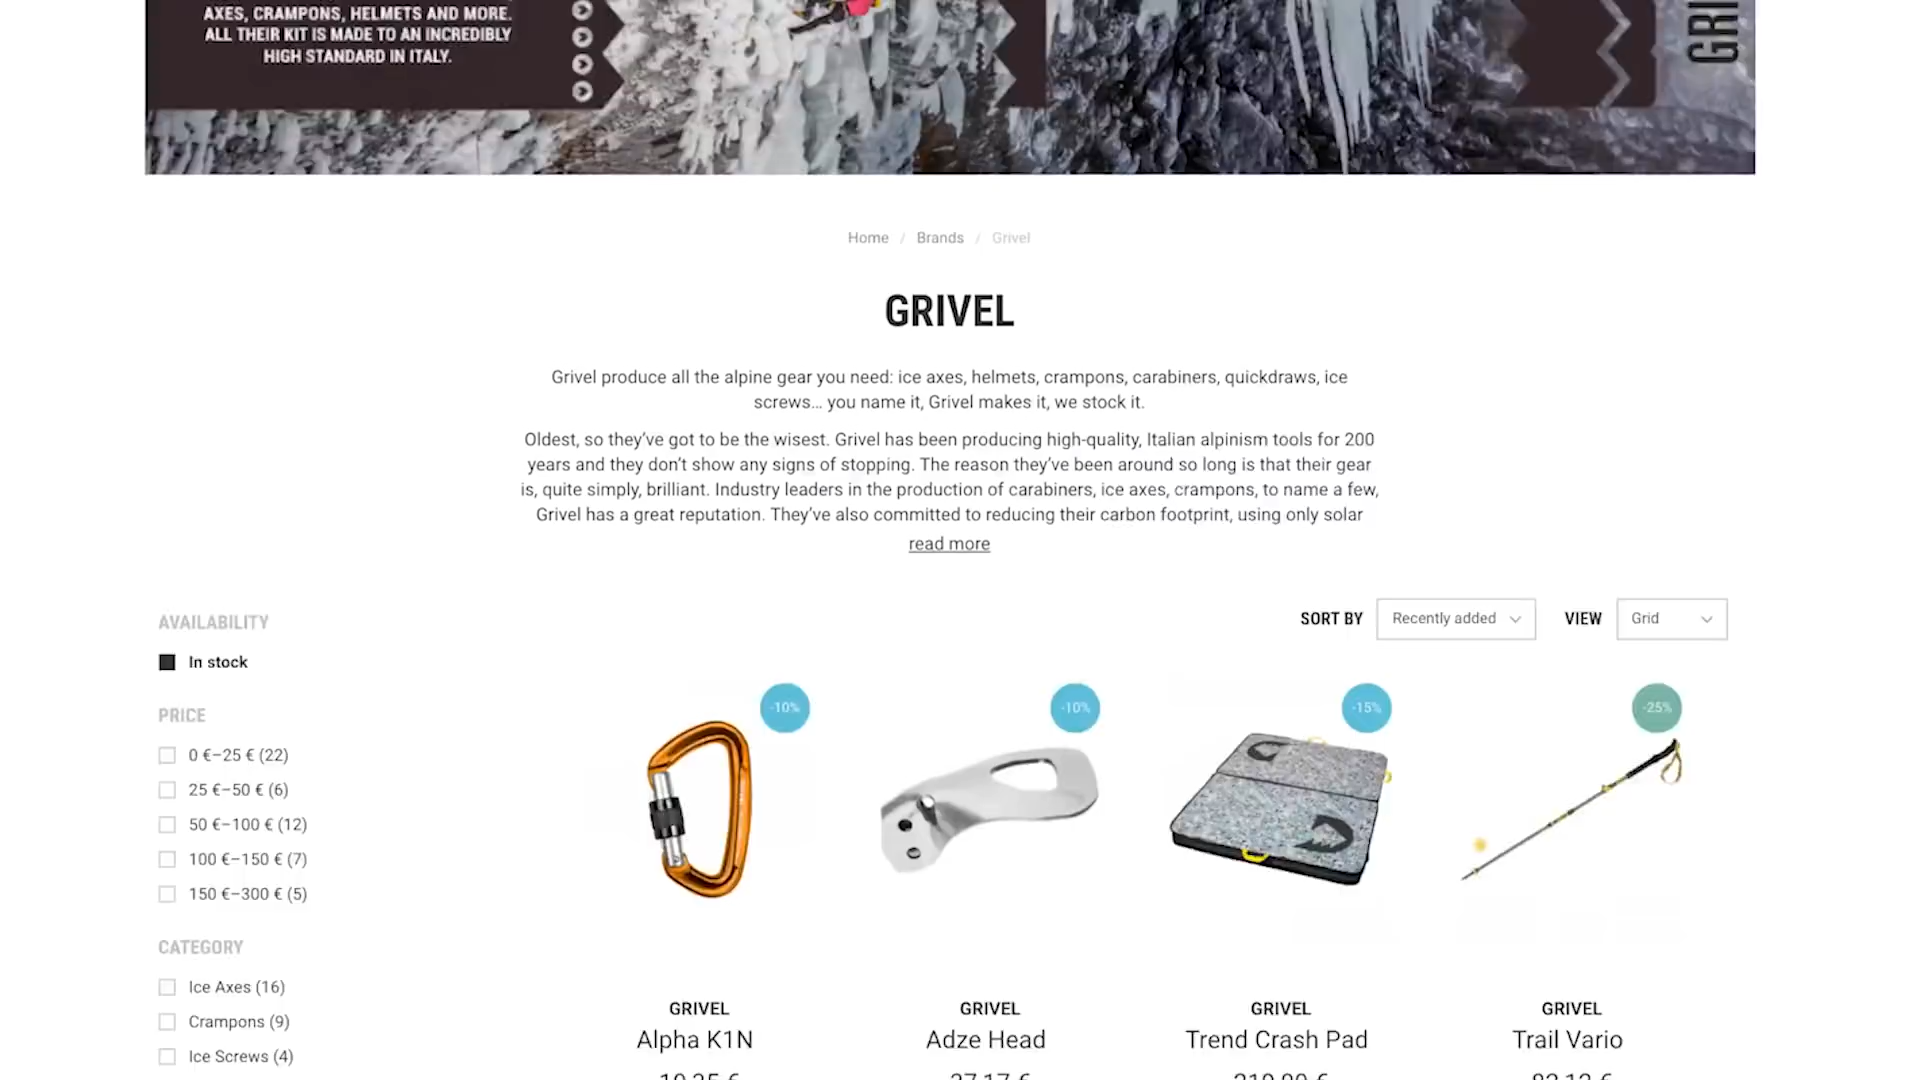 AXES, CRAMPONS, HELMETS AND MORE.
ALL THEIR KIT IS MADE TO AN INCREDIBLY
HIGH STANDARD IN ITALY.
Home / Brands / Grivel
GRIVEL
Grivel produce all the alpine gear you need: ice axes, helmets, crampons, carabiners, quickdraws, ice
screws… you name it, Grivel makes it, we stock it.
Oldest, so they’ve got to be the wisest. Grivel has been producing high-quality, Italian alpinism tools for 200
years and they don’t show any signs of stopping. The reason they’ve been around so long is that their gear
is, quite simply, brilliant. Industry leaders in the production of carabiners, ice axes, crampons, to name a few,
Grivel has a great reputation. They’ve also committed to reducing their carbon footprint, using only solar
read more
AVAILABILITY
In stock
PRICE
0 €–25 € (22)
25 €–50 € (6)
50 €–100 € (12)
100 €–150 € (7)
150 €–300 € (5)
CATEGORY
Ice Axes (16)
Crampons (9)
Ice Screws (4)
SORT BY Recently added VIEW Grid
-10% -10% -15% -25%
GRIVEL GRIVEL GRIVEL GRIVEL
Alpha K1N Adze Head Trend Crash Pad Trail Vario